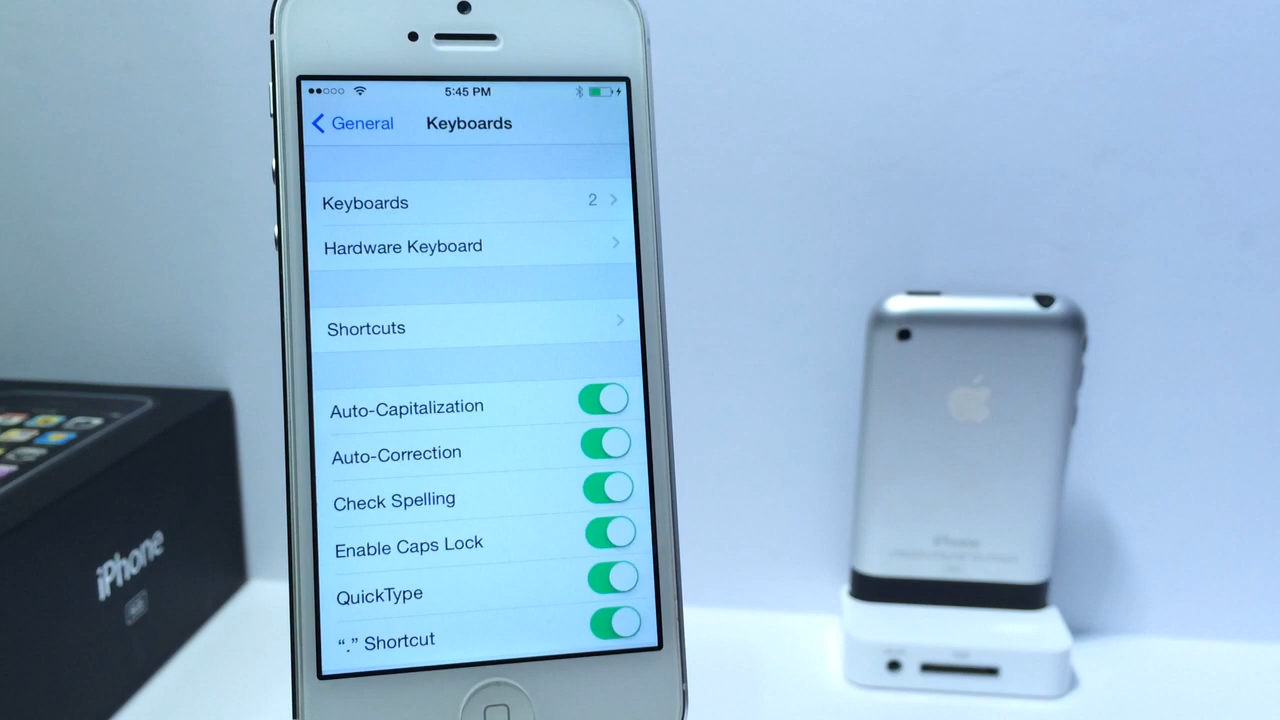 5:45 PM
General
Keyboards
Keyboards 2
Hardware Keyboard
Shortcuts
Auto-Capitalization
Auto-Correction
Check Spelling
Enable Caps Lock
QuickType
“.” Shortcut
iPhone
iPhone